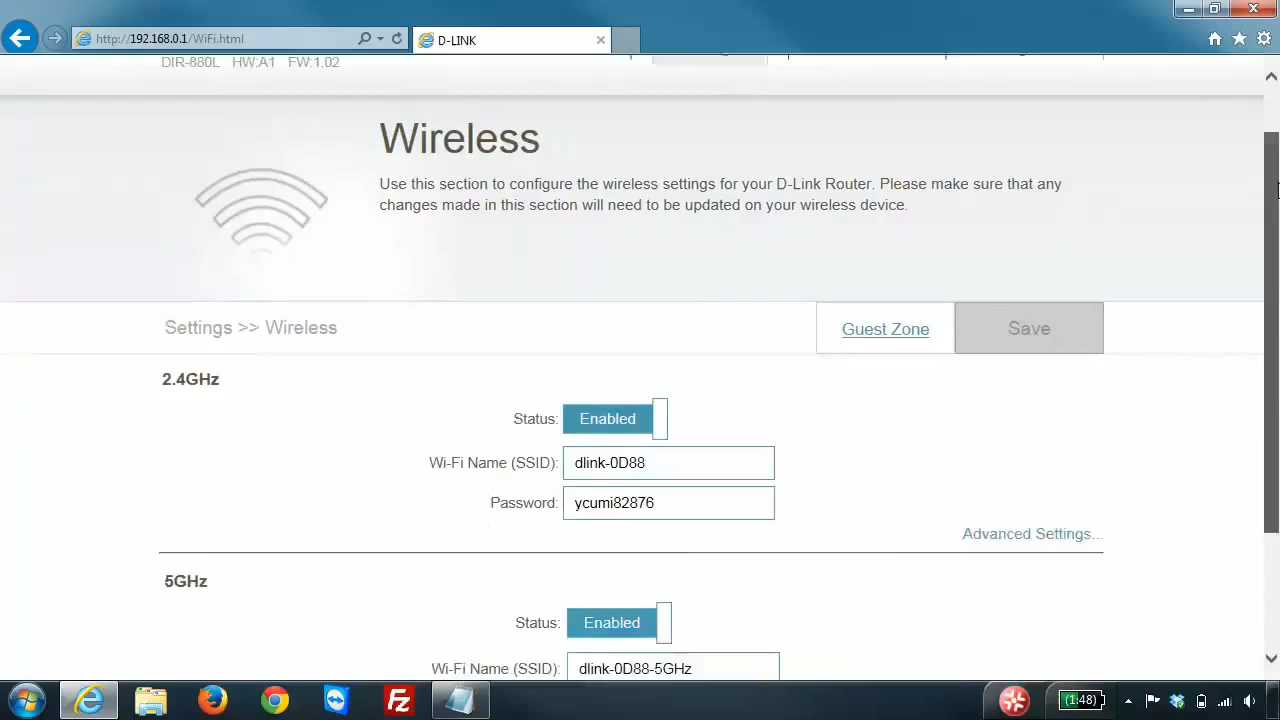 http://192.168.0.1/WiFi.html
D-LINK
DIR-880L HW:A1 FW:1.02
Wireless
Use this section to configure the wireless settings for your D-Link Router. Please make sure that any
changes made in this section will need to be updated on your wireless device.
Settings >> Wireless
Guest Zone
Save
2.4GHz
Status: Enabled
Wi-Fi Name (SSID): dlink-0D88
Password: ycumi82876
Advanced Settings...
5GHz
Status: Enabled
Wi-Fi Name (SSID): dlink-0D88-5GHz
Fz
(1:48)